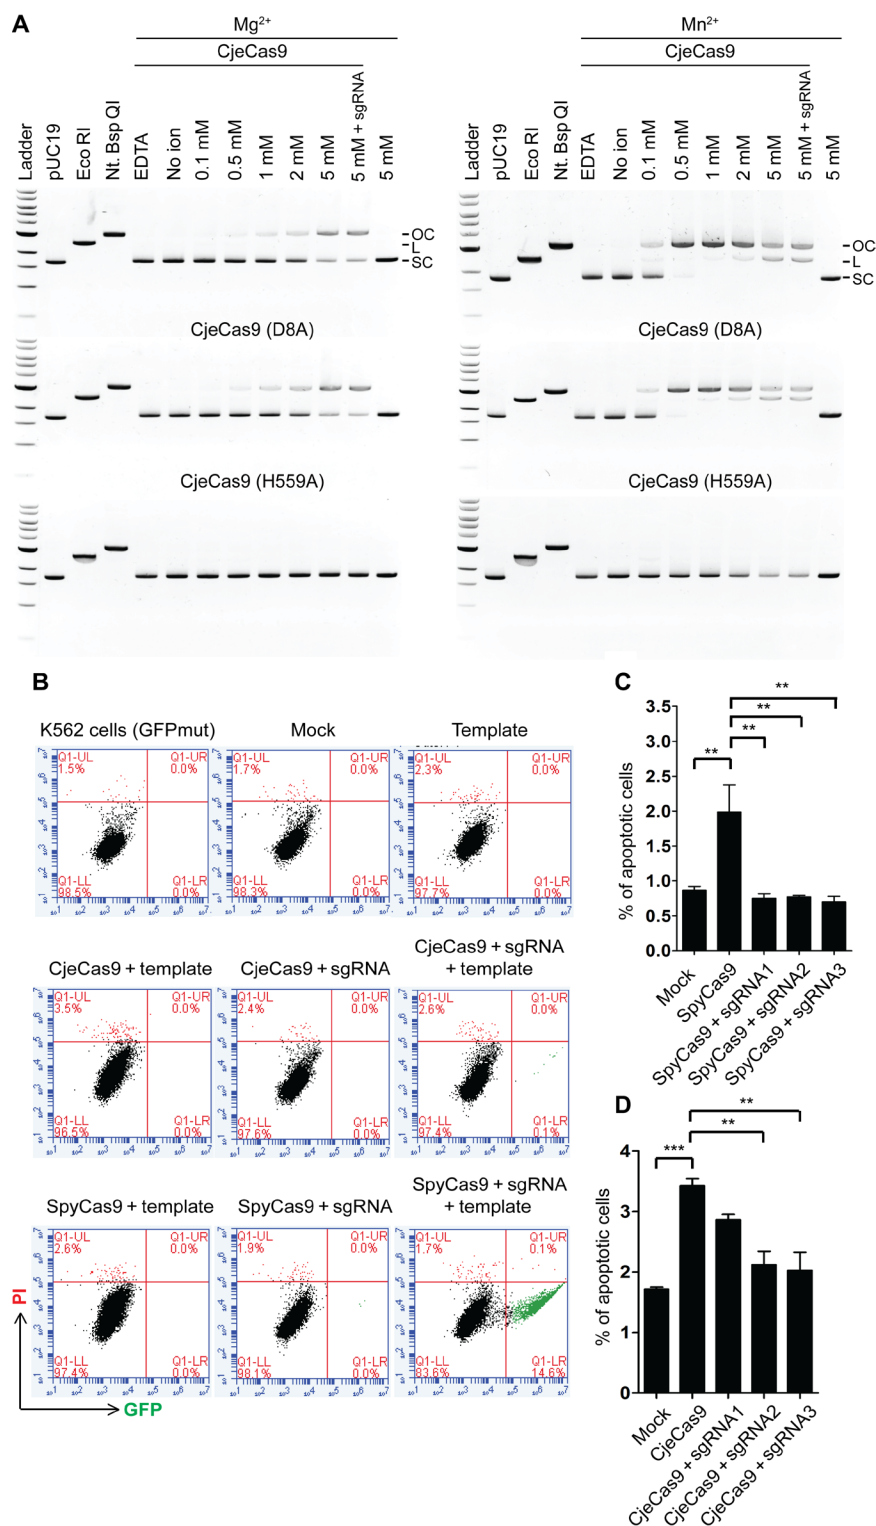 A
Mg2+
CjeCas9
Ladder
pUC19
Eco RI
Nt. Bsp QI
EDTA
No ion
0.1 mM
0.5 mM
1 mM
2 mM
5 mM
5 mM + sgRNA
5 mM
OC
L
SC
Mn2+
CjeCas9
Ladder
pUC19
Eco RI
Nt. Bsp QI
EDTA
No ion
0.1 mM
0.5 mM
1 mM
2 mM
5 mM
5 mM + sgRNA
5 mM
OC
L
SC
CjeCas9 (D8A)
CjeCas9 (D8A)
CjeCas9 (H559A)
CjeCas9 (H559A)
B
K562 cells (GFPmut)
Q1-UL
1.5%
Q1-UR
0.0%
Q1-LL
98.5%
Q1-LR
0.0%
Mock
Q1-UL
1.7%
Q1-UR
0.0%
Q1-LL
98.3%
Q1-LR
0.0%
Template
Q1-UL
2.3%
Q1-UR
0.0%
Q1-LL
97.7%
Q1-LR
0.0%
CjeCas9 + template
Q1-UL
3.5%
Q1-UR
0.0%
Q1-LL
96.5%
Q1-LR
0.0%
CjeCas9 + sgRNA
Q1-UL
2.4%
Q1-UR
0.0%
Q1-LL
97.6%
Q1-LR
0.0%
CjeCas9 + sgRNA
+ template
Q1-UL
2.6%
Q1-UR
0.0%
Q1-LL
97.4%
Q1-LR
0.1%
SpyCas9 + template
Q1-UL
2.6%
Q1-UR
0.0%
Q1-LL
97.4%
Q1-LR
0.0%
SpyCas9 + sgRNA
Q1-UL
1.9%
Q1-UR
0.0%
Q1-LL
98.1%
Q1-LR
0.0%
SpyCas9 + sgRNA
+ template
Q1-UL
1.7%
Q1-UR
0.1%
Q1-LL
83.6%
Q1-LR
14.6%
PI
GFP
C
% of apoptotic cells
3.5
3.0
2.5
2.0
1.5
1.0
0.5
0.0
**
**
**
**
Mock
SpyCas9
SpyCas9 + sgRNA1
SpyCas9 + sgRNA2
SpyCas9 + sgRNA3
D
% of apoptotic cells
4
3
2
1
0
***
**
**
Mock
CjeCas9
CjeCas9 + sgRNA1
CjeCas9 + sgRNA2
CjeCas9 + sgRNA3